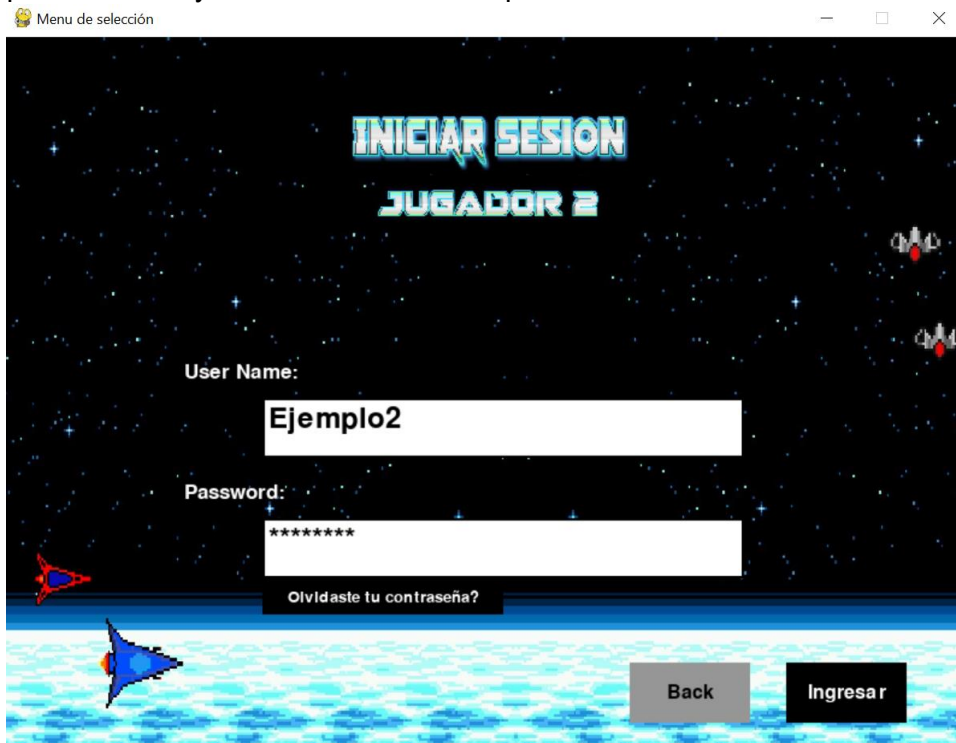 Menu de selección
INICIAR SESION
JUGADOR 2
User Name:
Ejemplo2
Password:
********
Olvidaste tu contraseña?
Back
Ingresar